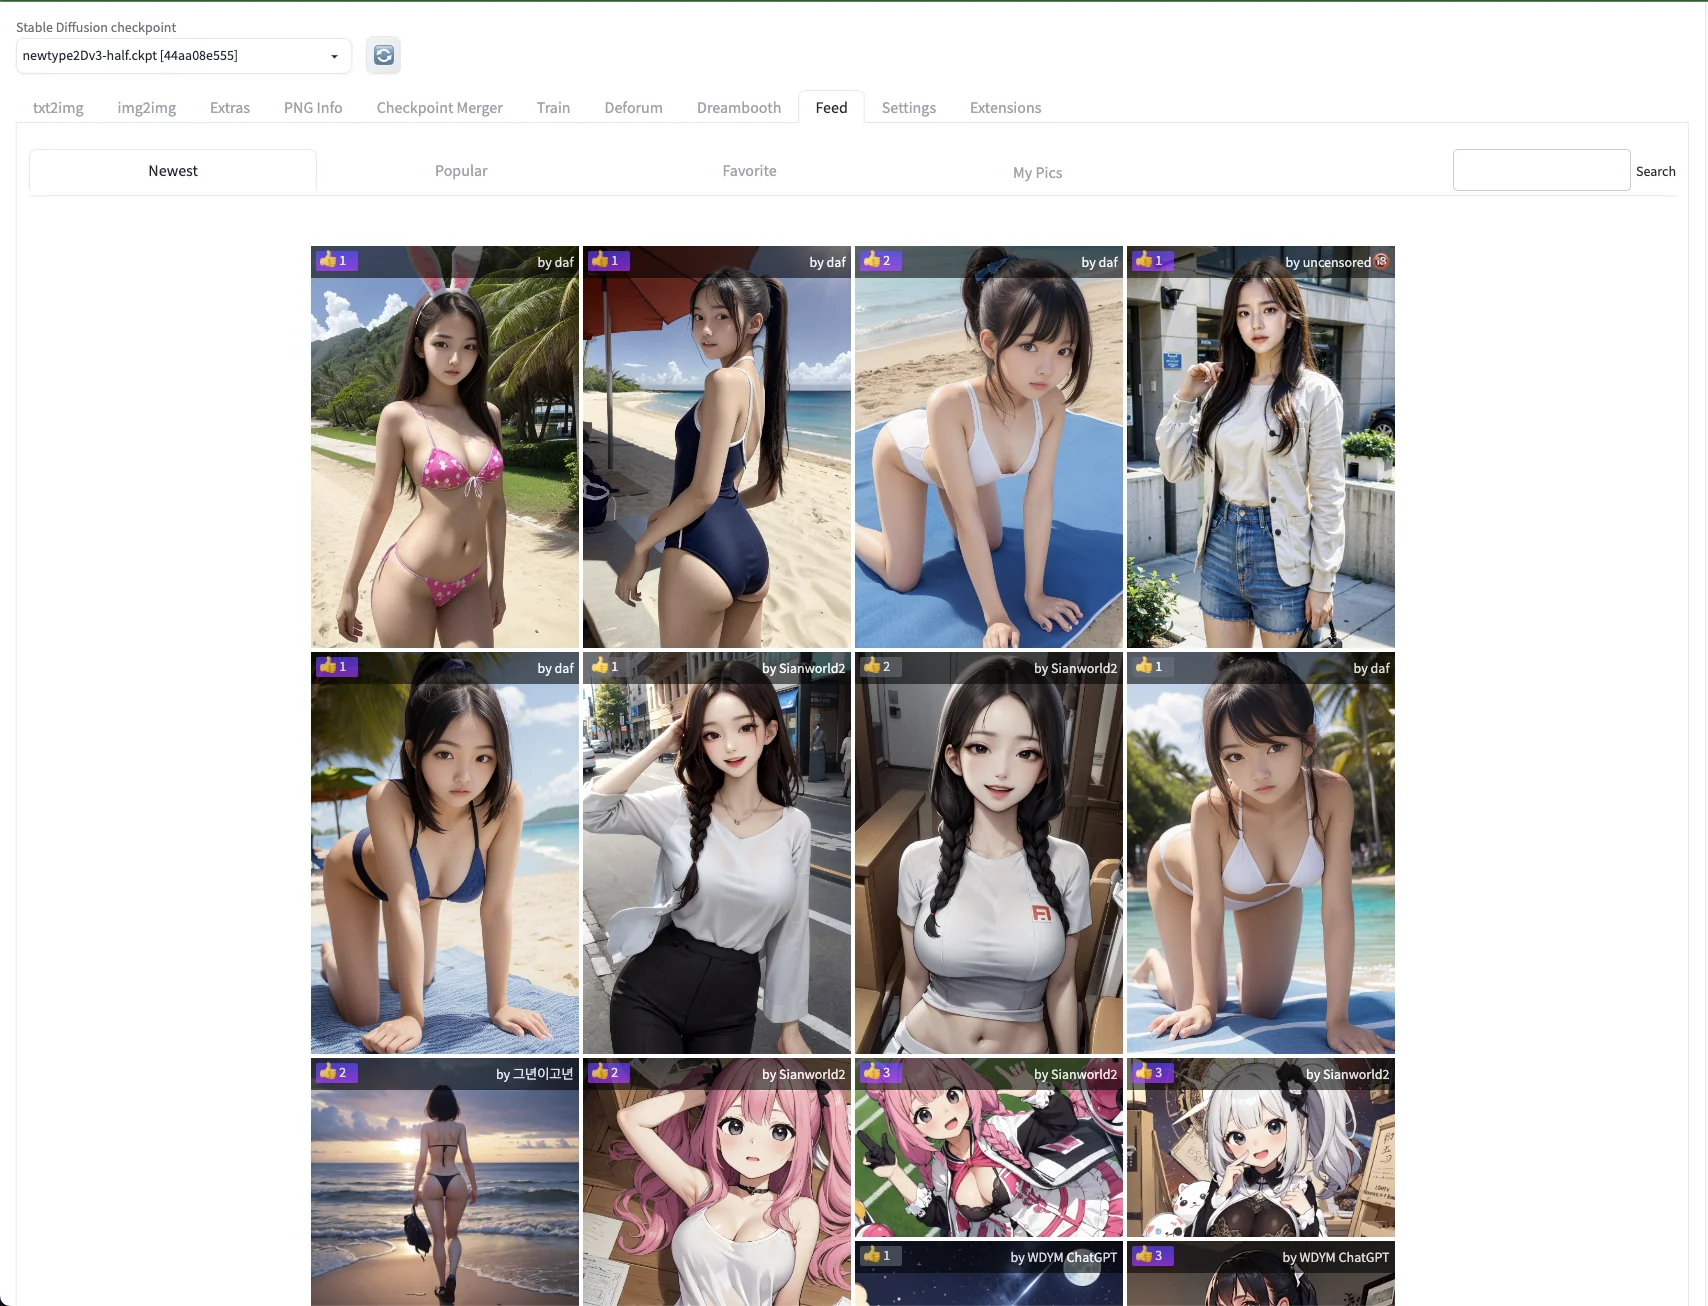 Stable Diffusion checkpoint
newtype2Dv3-half.ckpt [44aa08e555]
txt2img img2img Extras PNG Info Checkpoint Merger Train Deforum Dreambooth Feed Settings Extensions
Newest Popular Favorite My Pics Search
1 by daf
1 by daf
2 by daf
1 by uncensored 🔞
1 by daf
1 by Sianworld2
2 by Sianworld2
1 by daf
2 by 그년이고년
2 by Sianworld2
3 by Sianworld2
3 by Sianworld2
1 by WDYM ChatGPT
3 by WDYM ChatGPT